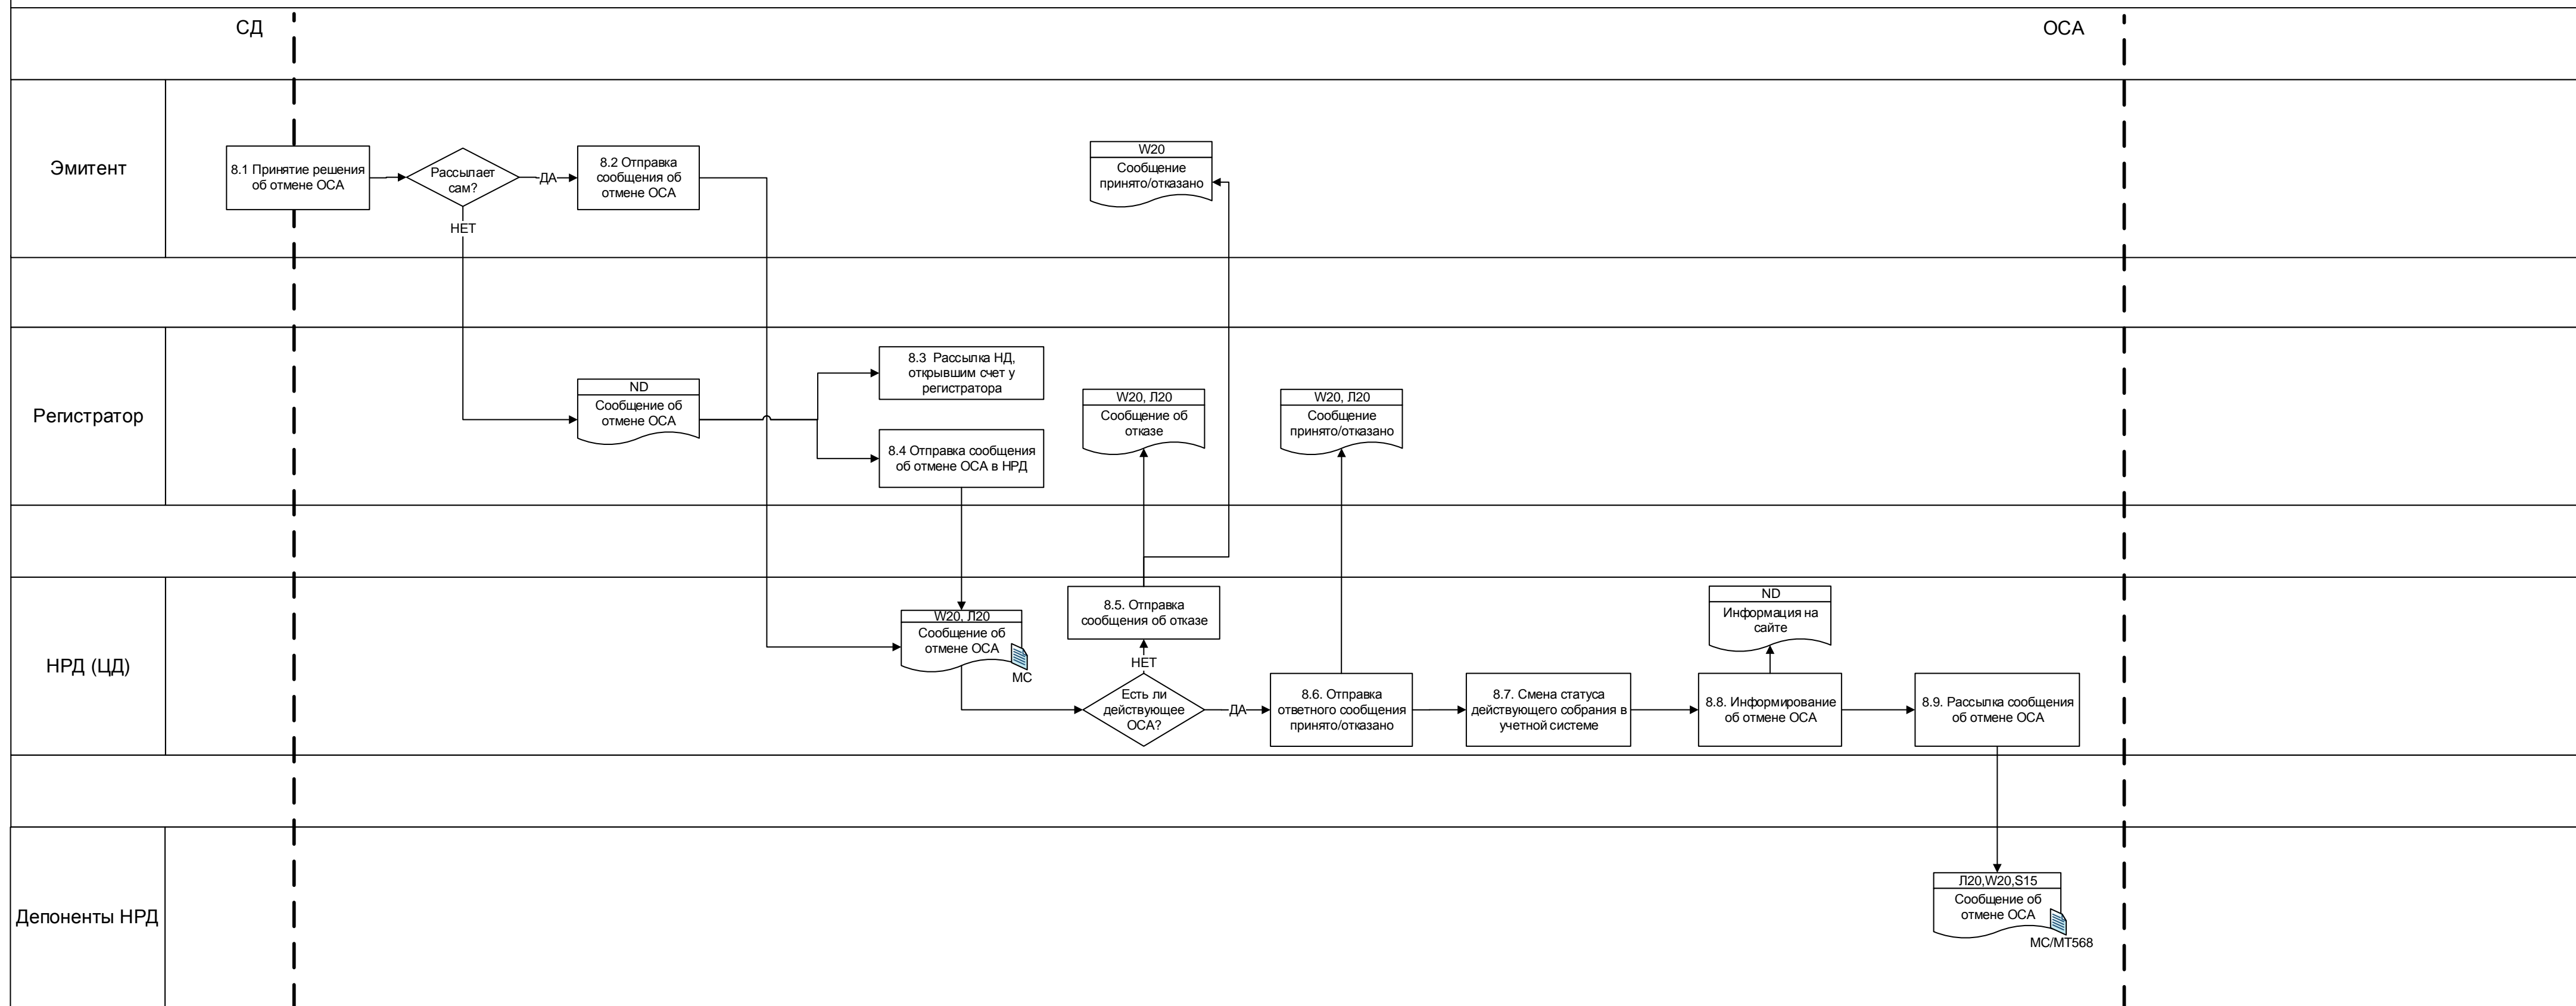 СД
ОСА
Эмитент
8.1 Принятие решения
об отмене ОСА
Рассылает
сам?
ДА
НЕТ
8.2 Отправка
сообщения об
отмене ОСА
W20
Сообщение
принято/отказано
Регистратор
ND
Сообщение об
отмене ОСА
8.3 Рассылка НД,
открывшим счет у
регистратора
8.4 Отправка сообщения
об отмене ОСА в НРД
W20, Л20
Сообщение об
отказе
W20, Л20
Сообщение
принято/отказано
НРД (ЦД)
W20, Л20
Сообщение об
отмене ОСА
МС
8.5. Отправка
сообщения об отказе
НЕТ
Есть ли
действующее
ОСА?
ДА
8.6. Отправка
ответного сообщения
принято/отказано
8.7. Смена статуса
действующего собрания в
учетной системе
ND
Информация на
сайте
8.8. Информирование
об отмене ОСА
8.9. Рассылка сообщения
об отмене ОСА
Депоненты НРД
Л20,W20,S15
Сообщение об
отмене ОСА
МС/МТ568